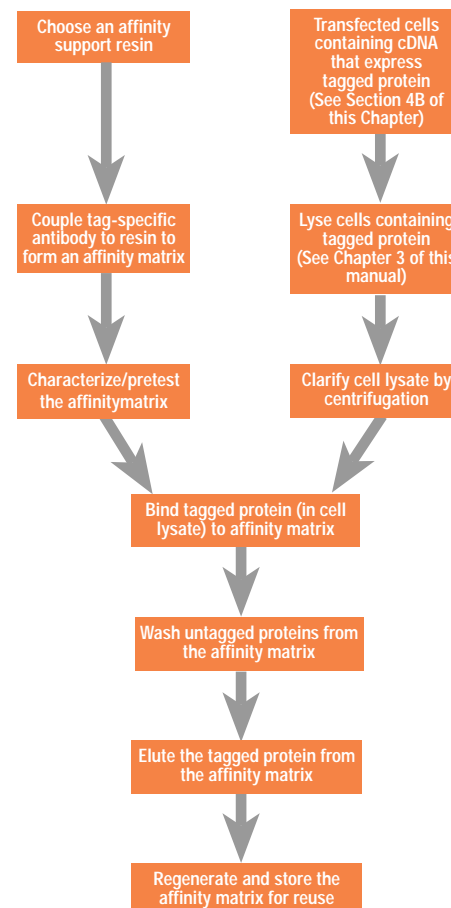 Choose an affinity
support resin
Transfected cells
containing cDNA
that express
tagged protein
(See Section 4B of
this Chapter)
Couple tag-specific
antibody to resin to
form an affinity matrix
Lyse cells containing
tagged protein
(See Chapter 3 of this
manual)
Characterize/pretest
the affinitymatrix
Clarify cell lysate by
centrifugation
Bind tagged protein (in cell
lysate) to affinity matrix
Wash untagged proteins from
the affinity matrix
Elute the tagged protein from
the affinity matrix
Regenerate and store the
affinity matrix for reuse